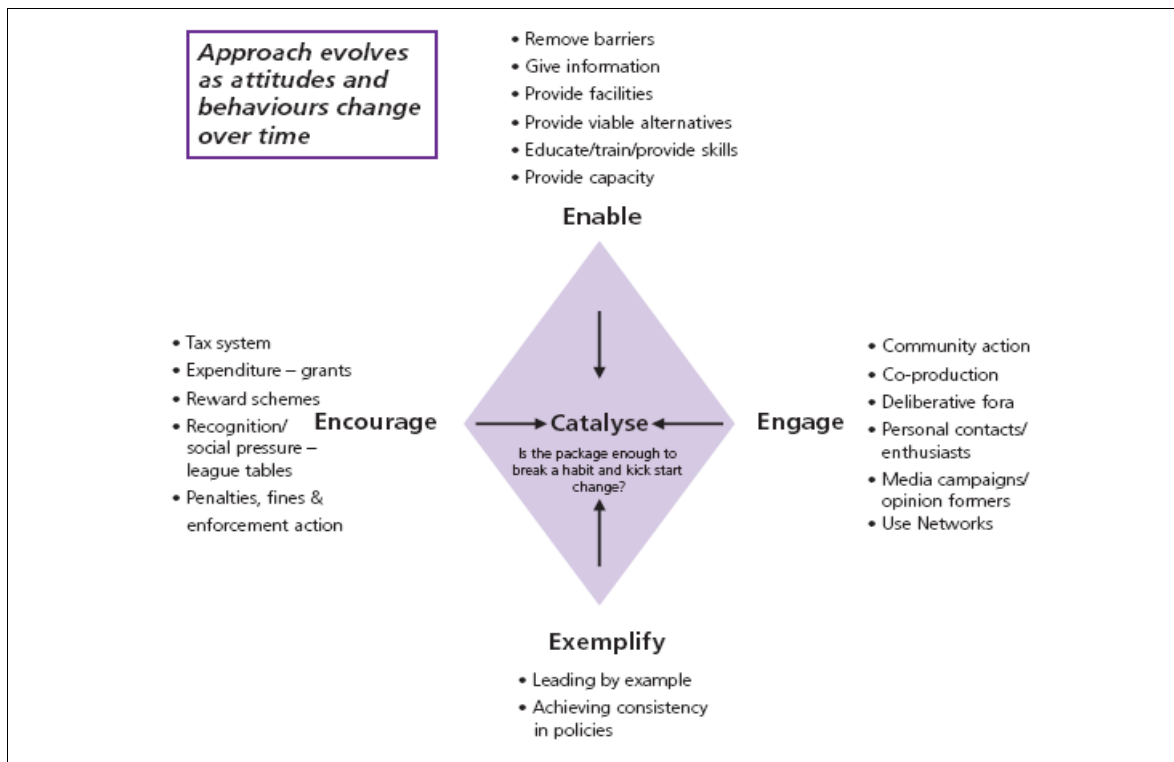 Approach evolves
as attitudes and
behaviours change
over time
• Remove barriers
• Give information
• Provide facilities
• Provide viable alternatives
• Educate/train/provide skills
• Provide capacity
Enable
• Tax system
• Expenditure – grants
• Reward schemes
• Recognition/
social pressure –
league tables
• Penalties, fines &
enforcement action
Encourage
Catalyse
Is the package enough to
break a habit and kick start
change?
Engage
• Community action
• Co-production
• Deliberative fora
• Personal contacts/
enthusiasts
• Media campaigns/
opinion formers
• Use Networks
Exemplify
• Leading by example
• Achieving consistency
in policies